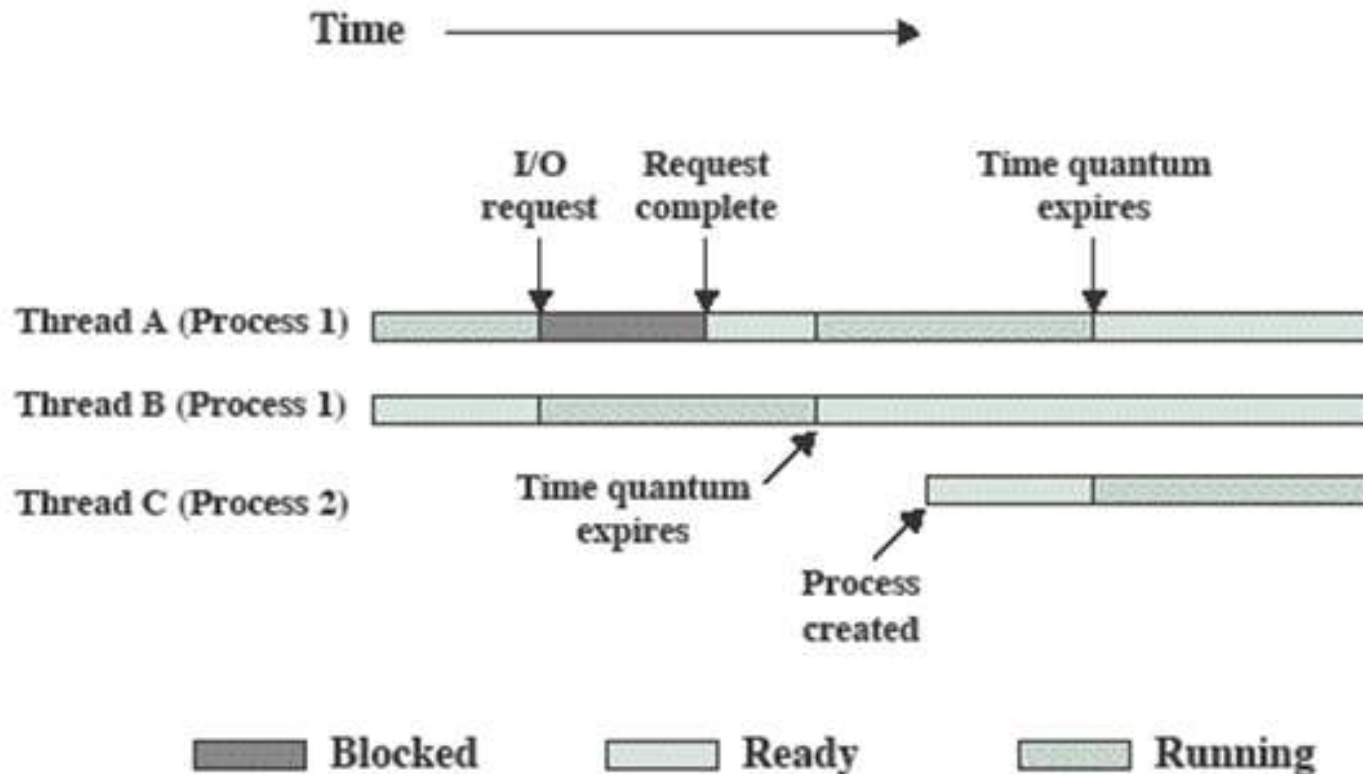 Time
I/O
request
Request
complete
Time quantum
expires
Thread A (Process 1)
Thread B (Process 1)
Thread C (Process 2)
Time quantum
expires
Process
created
Blocked
Ready
Running